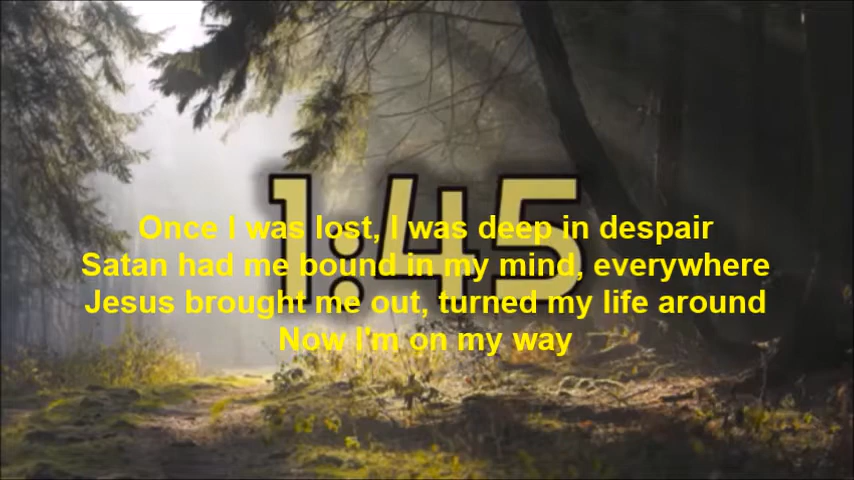 1:45
Once I was lost, I was deep in despair
Satan had me bound in my mind, everywhere
Jesus brought me out, turned my life around
Now I'm on my way